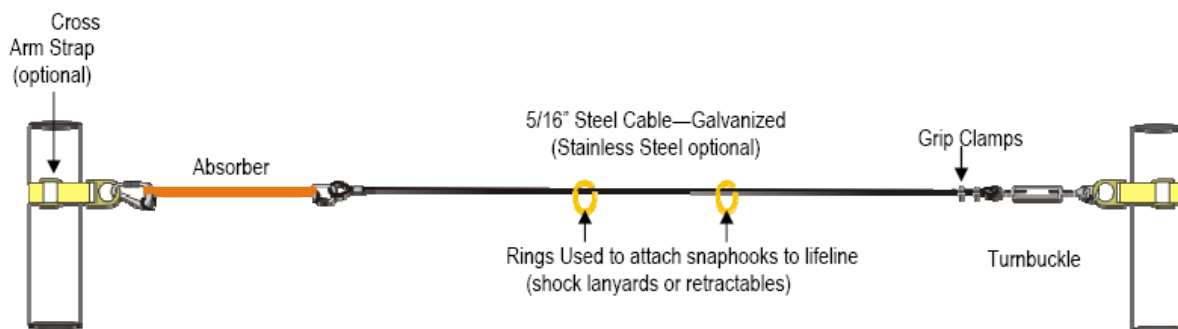 Cross
Arm Strap
(optional)
Absorber
5/16” Steel Cable—Galvanized
(Stainless Steel optional)
Grip Clamps
Rings Used to attach snaphooks to lifeline
(shock lanyards or retractables)
Turnbuckle